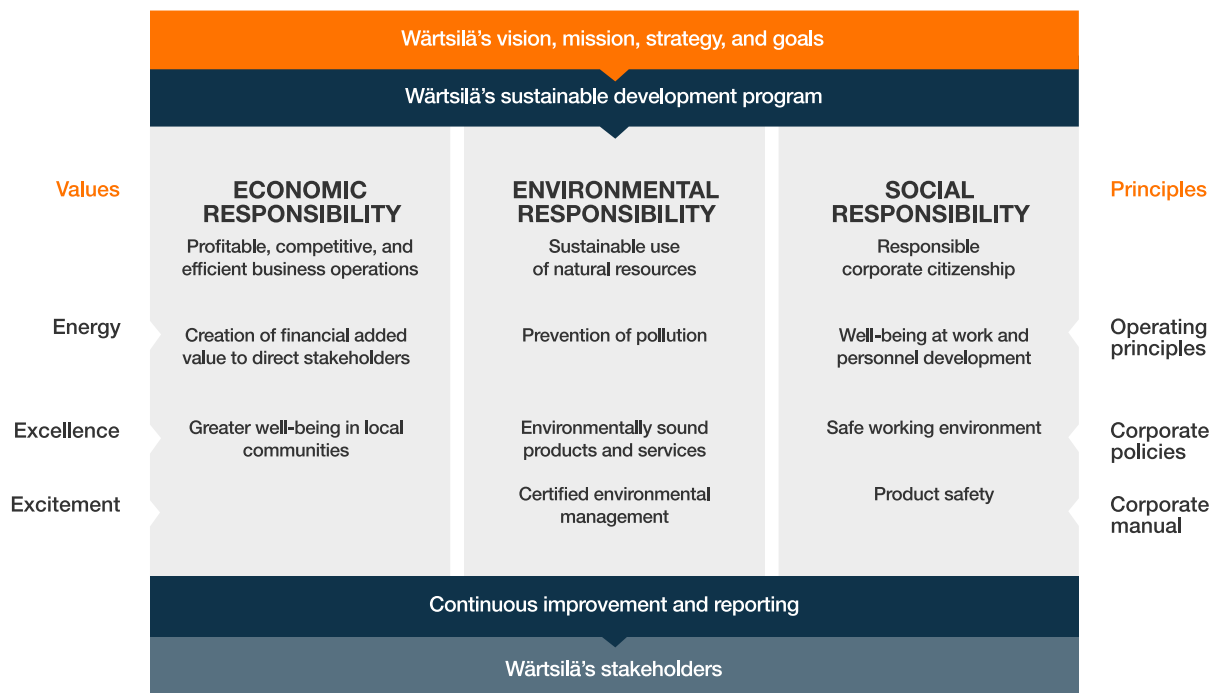 Wärtsilä's vision, mission, strategy, and goals
Wärtsilä's sustainable development program
Values
ECONOMIC
RESPONSIBILITY
Profitable, competitive, and
efficient business operations
ENVIRONMENTAL
RESPONSIBILITY
Sustainable use
of natural resources
SOCIAL
RESPONSIBILITY
Responsible
corporate citizenship
Principles
Energy
Creation of financial added
value to direct stakeholders
Prevention of pollution
Well-being at work and
personnel development
Operating
principles
Excellence
Greater well-being in local
communities
Environmentally sound
products and services
Safe working environment
Corporate
policies
Excitement
Certified environmental
management
Product safety
Corporate
manual
Continuous improvement and reporting
Wärtsilä's stakeholders